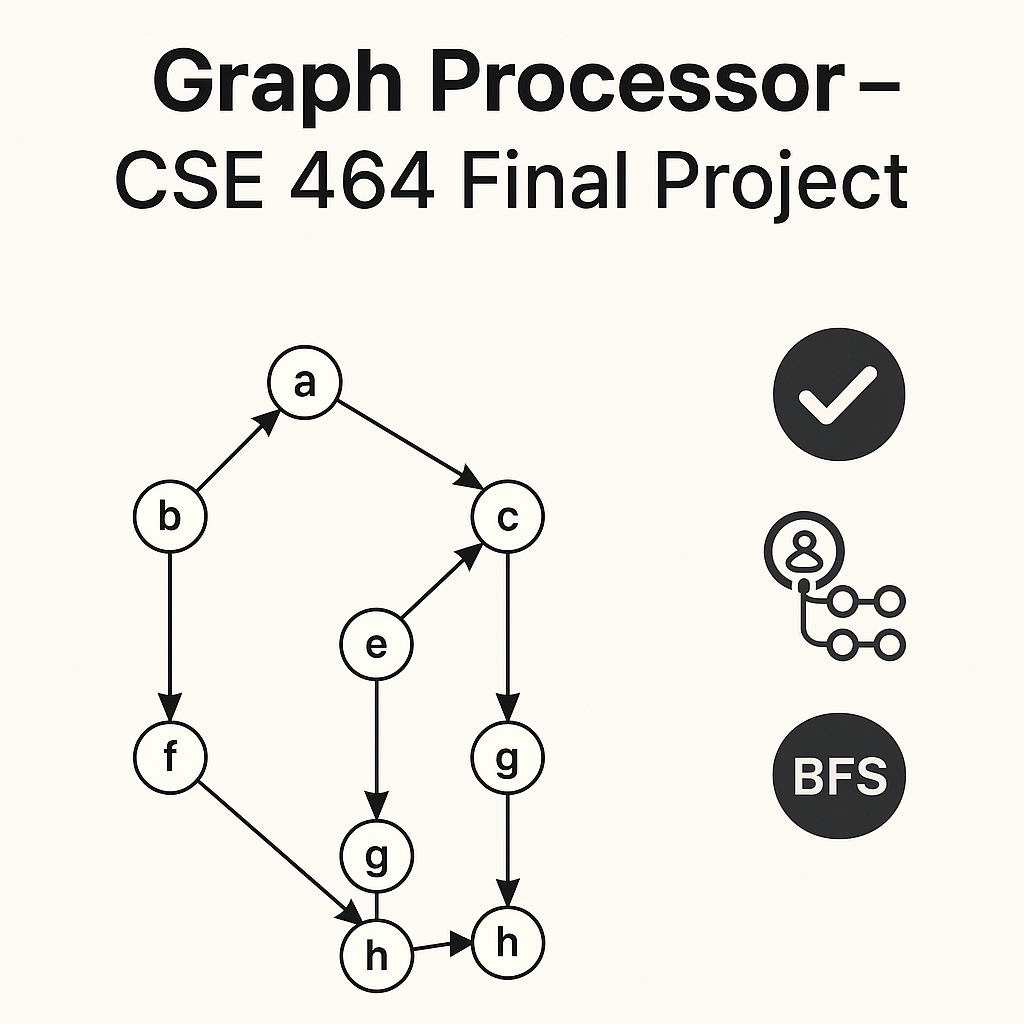 Graph Processor –
CSE 464 Final Project
a
b
c
e
f
g
g
h
h
BFS